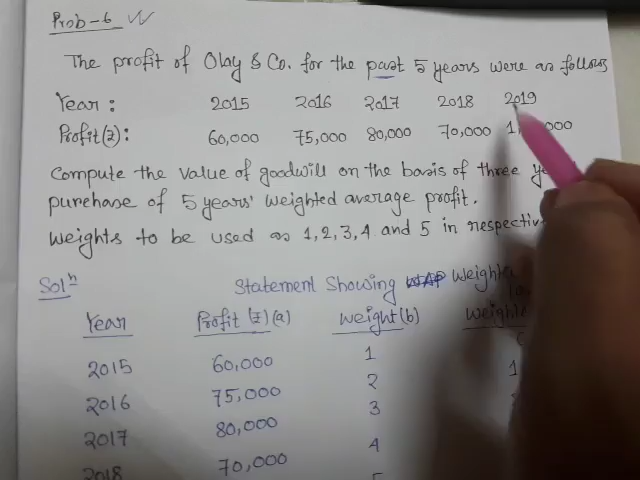 Prob-6
The profit of Olay & Co. for the past 5 years were as follows
Year: 2015 2016 2017 2018 2019
Profit(₹): 60,000 75,000 80,000 70,000
Compute the value of goodwill on the basis of three
purchase of 5 years' weighted average profit.
Weights to be used as 1, 2, 3, 4 and 5 in
Solⁿ Statement Showing
Year Profit (₹)(a) Weight (b)
2015 60,000 1
2016 75,000 2
2017 80,000 3
2018 70,000 4